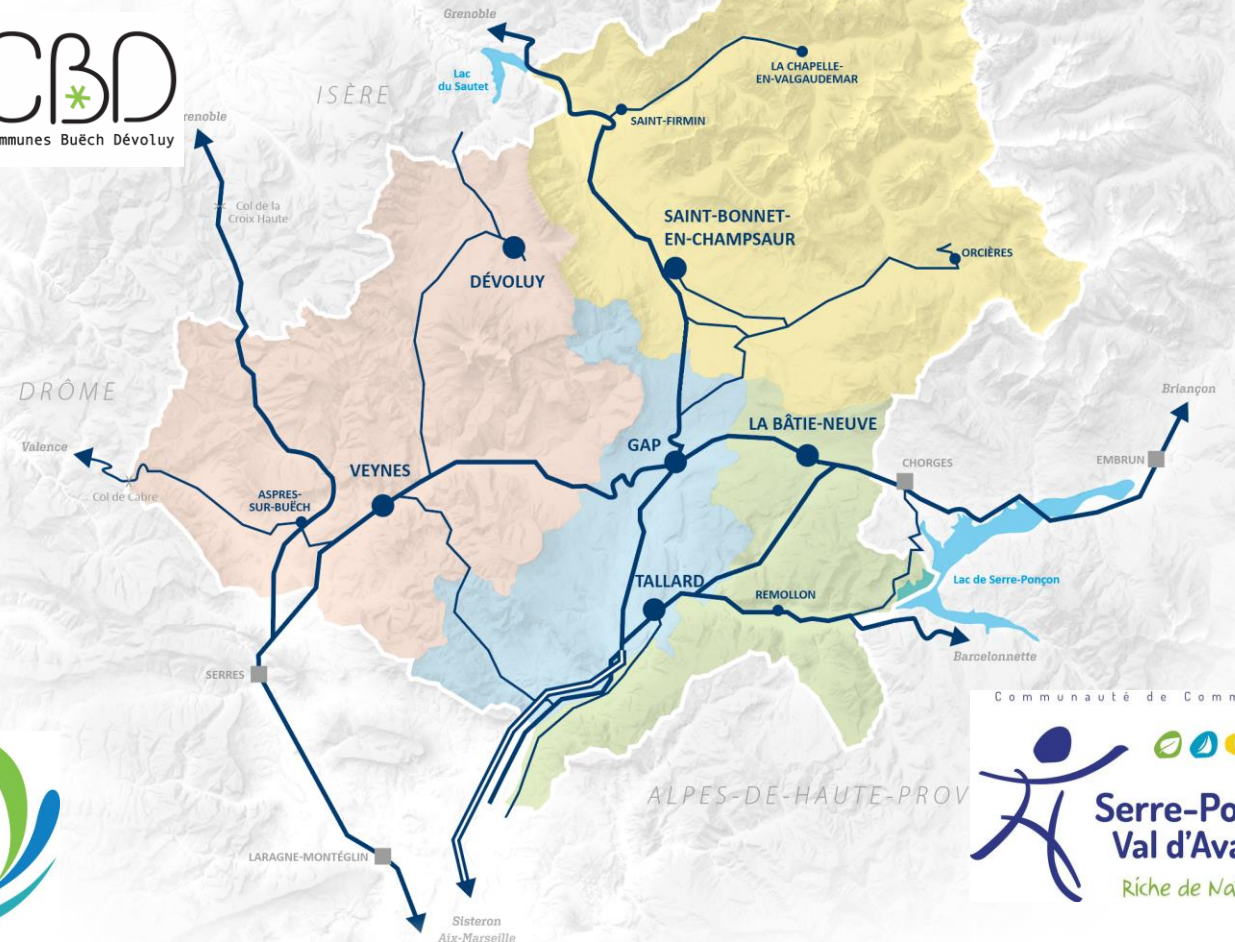 Grenoble
CBD
mmunes Buëch Dévoluy
renoble
ISÈRE
Lac
du Sautet
LA CHAPELLE-
EN-VALGAUDEMAR
SAINT-FIRMIN
Col de la
Croix Haute
SAINT-BONNET-
EN-CHAMPSAUR
ORCIÈRES
DÉVOLUY
DRÔME
Briançon
Valence
LA BÂTIE-NEUVE
GAP
VEYNES
CHORGES
EMBRUN
Col de Cabre
ASPRES-
SUR-BUËCH
TALLARD
REMOLLON
Lac de Serre-Ponçon
Barcelonnette
SERRES
Communauté de Comm
ALPES-DE-HAUTE-PROV
Serre-Po
Val d'Ava
Riche de Na
LARAGNE-MONTÉGLIN
Sisteron
Aix-Marseille